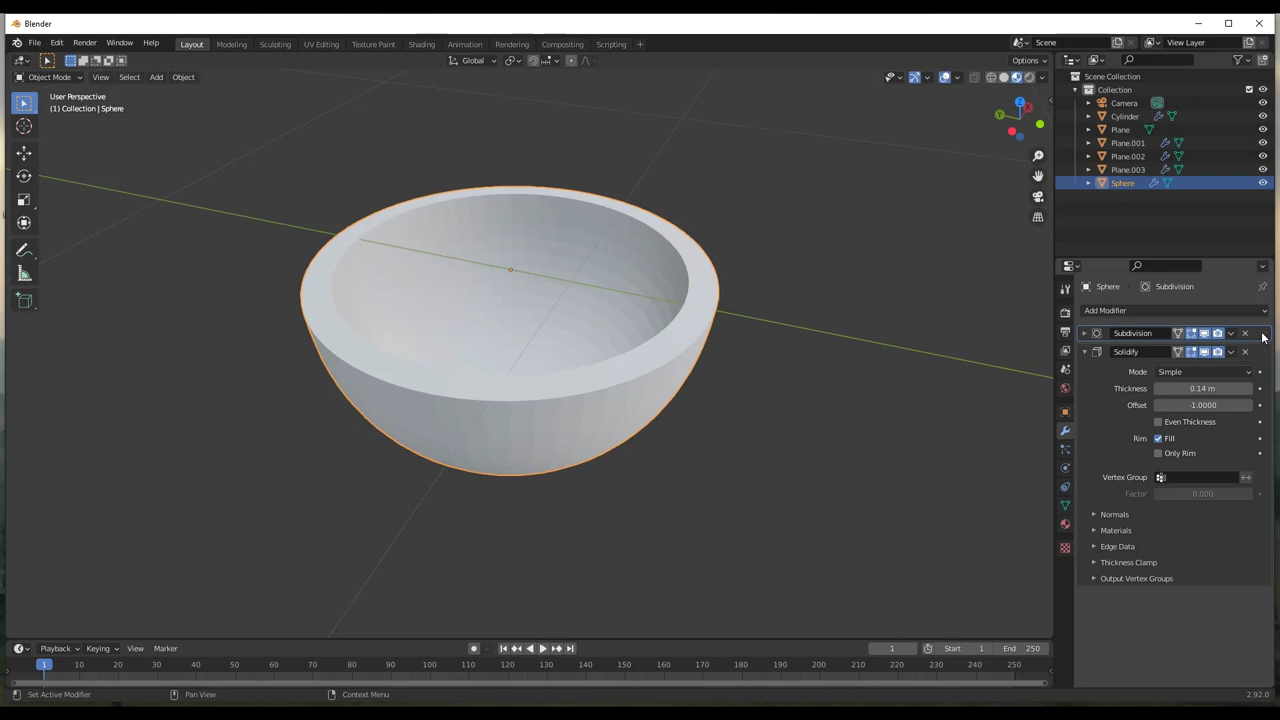 Blender
File Edit Render Window Help
Layout Modeling Sculpting UV Editing Texture Paint Shading Animation Rendering Compositing Scripting +
Scene View Layer
Global Options
Object Mode View Select Add Object
User Perspective
(1) Collection | Sphere
Z
Y
X
Scene Collection
Collection
Camera
Cylinder
Plane
Plane.001
Plane.002
Plane.003
Sphere
Sphere Subdivision
Add Modifier
Subdivision
Solidify
Mode Simple
Thickness 0.14 m
Offset -1.0000
Even Thickness
Rim Fill
Only Rim
Vertex Group
Factor 0.000
Normals
Materials
Edge Data
Thickness Clamp
Output Vertex Groups
Playback Keying View Marker 1 Start 1 End 250
1 10 20 30 40 50 60 70 80 90 100 110 120 130 140 150 160 170 180 190 200 210 220 230 240 250
Set Active Modifier Pan View Context Menu 2.92.0